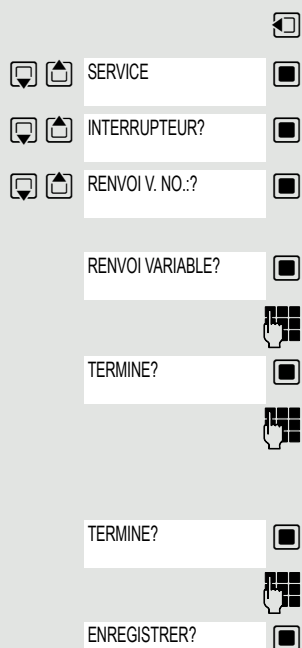 SERVICE
INTERRUPTEUR?
RENVOI V. NO.:?
RENVOI VARIABLE?
TERMINE?
TERMINE?
ENREGISTRER?